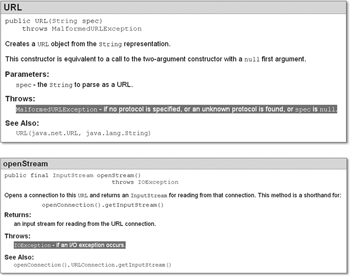 URL
public URL(String spec)
throws MalformedURLException
Creates a URL object from the String representation.
This constructor is equivalent to a call to the two-argument constructor with a null first argument.
Parameters:
spec - the String to parse as a URL.
Throws:
MalformedURLException - if no protocol is specified, or an unknown protocol is found, or spec is null.
See Also:
URL(java.net.URL, java.lang.String)
openStream
public final InputStream openStream()
throws IOException
Opens a connection to this URL and returns an InputStream for reading from that connection. This method is a shorthand for:
openConnection().getInputStream()
Returns:
an input stream for reading from the URL connection.
Throws:
IOException - if an I/O exception occurs.
See Also:
openConnection(), URLConnection.getInputStream()